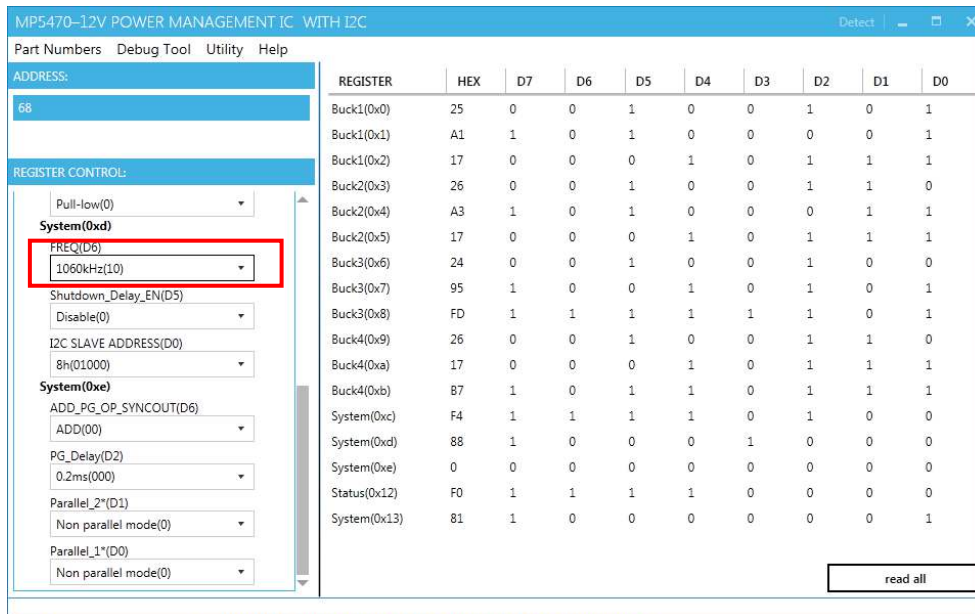 MP5470–12V POWER MANAGEMENT IC WITH I2C Detect
Part Numbers Debug Tool Utility Help
ADDRESS:
68
REGISTER CONTROL:
Pull-low(0)
System(0xd)
FREQ(D6)
1060kHz(10)
Shutdown_Delay_EN(D5)
Disable(0)
I2C SLAVE ADDRESS(D0)
8h(01000)
System(0xe)
ADD_PG_OP_SYNCOUT(D6)
ADD(00)
PG_Delay(D2)
0.2ms(000)
Parallel_2*(D1)
Non parallel mode(0)
Parallel_1*(D0)
Non parallel mode(0)
REGISTER HEX D7 D6 D5 D4 D3 D2 D1 D0
Buck1(0x0) 25 0 0 1 0 0 1 0 1
Buck1(0x1) A1 1 0 1 0 0 0 0 1
Buck1(0x2) 17 0 0 0 1 0 1 1 1
Buck2(0x3) 26 0 0 1 0 0 1 1 0
Buck2(0x4) A3 1 0 1 0 0 0 1 1
Buck2(0x5) 17 0 0 0 1 0 1 1 1
Buck3(0x6) 24 0 0 1 0 0 1 0 0
Buck3(0x7) 95 1 0 0 1 0 1 0 1
Buck3(0x8) FD 1 1 1 1 1 1 0 1
Buck4(0x9) 26 0 0 1 0 0 1 1 0
Buck4(0xa) 17 0 0 0 1 0 1 1 1
Buck4(0xb) B7 1 0 1 1 0 1 1 1
System(0xc) F4 1 1 1 1 0 1 0 0
System(0xd) 88 1 0 0 0 1 0 0 0
System(0xe) 0 0 0 0 0 0 0 0 0
Status(0x12) F0 1 1 1 1 0 0 0 0
System(0x13) 81 1 0 0 0 0 0 0 1
read all